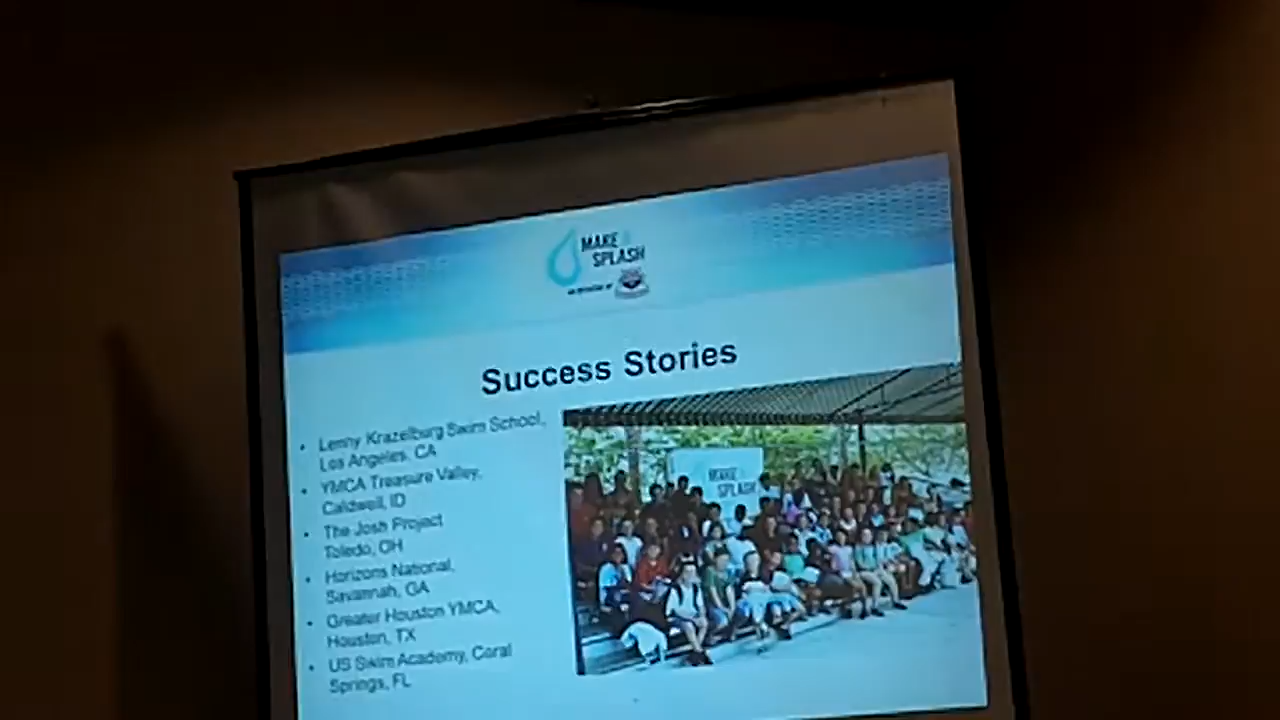 MAKE A
SPLASH
Success Stories
Lenny Krazelburg Swim School,
Los Angeles, CA
YMCA Treasure Valley,
Caldwell, ID
The Josh Project
Toledo, OH
Horizons National,
Savannah, GA
Greater Houston YMCA,
Houston, TX
US Swim Academy, Coral
Springs, FL
MAKE A
SPLASH